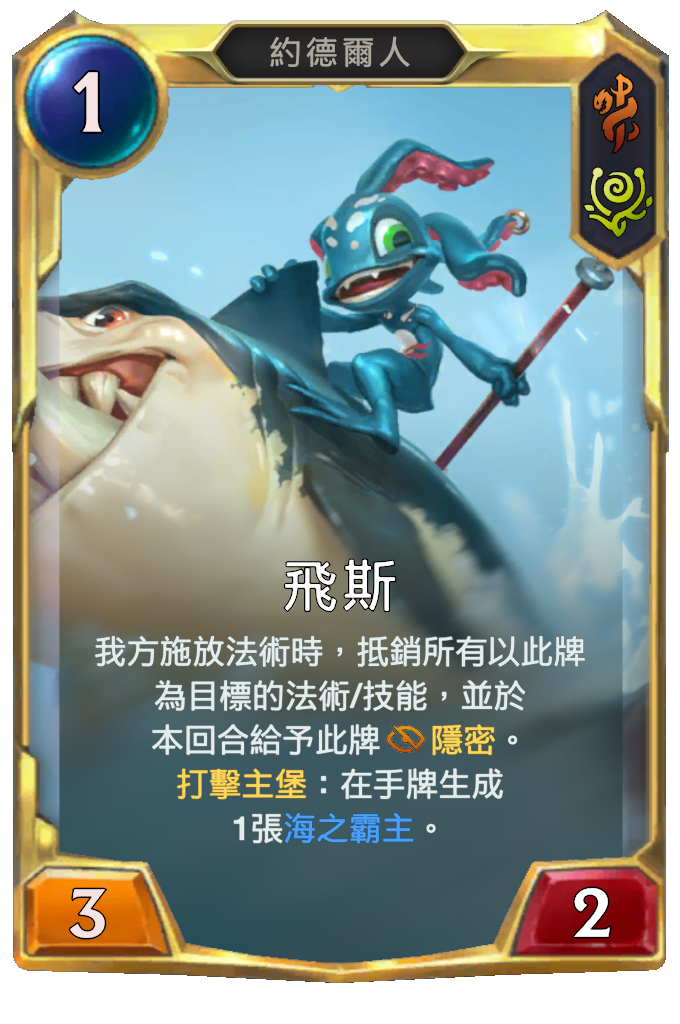 約德爾人
1
飛斯
我方施放法術時，抵銷所有以此牌
為目標的法術/技能，並於
本回合給予此牌隱密。
打擊主堡：在手牌生成
1張海之霸主。
3
2